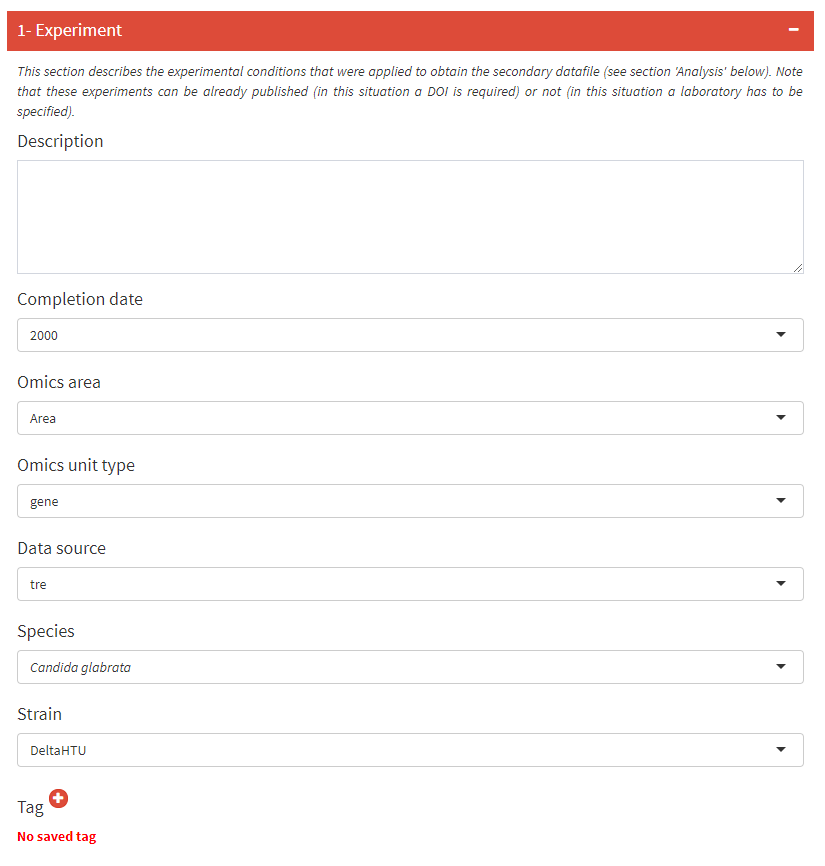 1- Experiment
This section describes the experimental conditions that were applied to obtain the secondary datafile (see section 'Analysis' below). Note
that these experiments can be already published (in this situation a DOI is required) or not (in this situation a laboratory has to be
specified).
Description
Completion date
2000
Omics area
Area
Omics unit type
gene
Data source
tre
Species
Candida glabrata
Strain
DeltaHTU
Tag
No saved tag